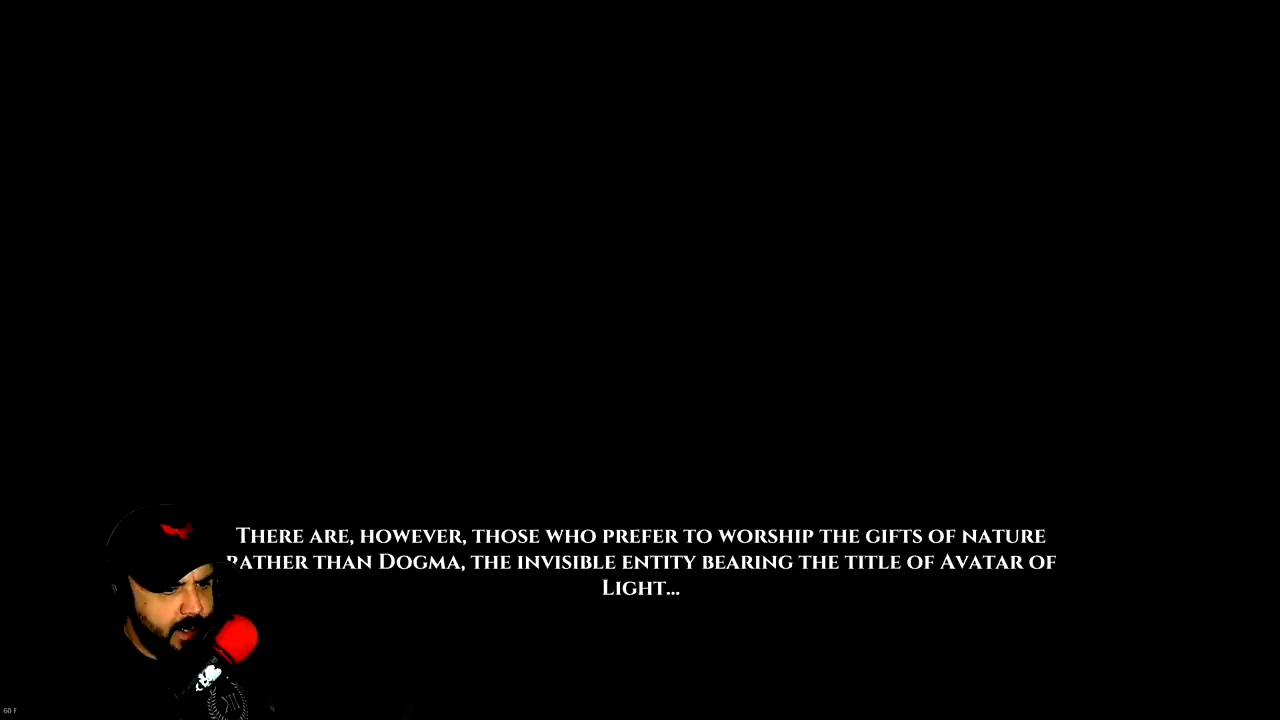 There are, however, those who prefer to worship the gifts of nature
rather than Dogma, the invisible entity bearing the title of Avatar of
Light...
60 F